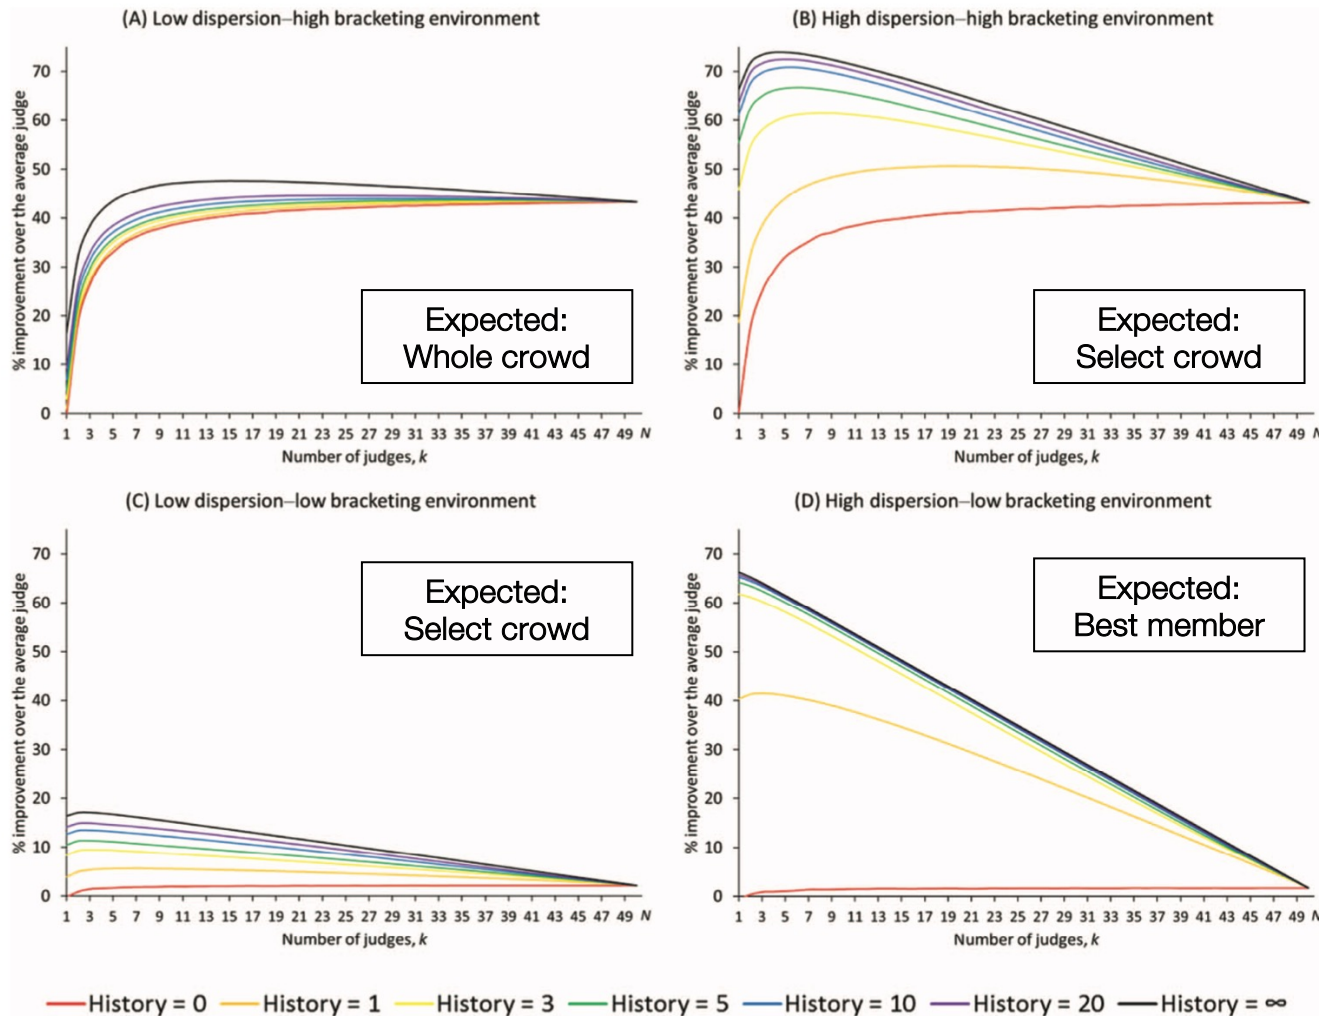 (A) Low dispersion–high bracketing environment
% improvement over the average judge
70
60
50
40
30
20
10
0
Expected:
Whole crowd
1 3 5 7 9 11 13 15 17 19 21 23 25 27 29 31 33 35 37 39 41 43 45 47 49 N
Number of judges, k
(B) High dispersion–high bracketing environment
% improvement over the average judge
70
60
50
40
30
20
10
0
Expected:
Select crowd
1 3 5 7 9 11 13 15 17 19 21 23 25 27 29 31 33 35 37 39 41 43 45 47 49 N
Number of judges, k
(C) Low dispersion–low bracketing environment
% improvement over the average judge
70
60
50
40
30
20
10
0
Expected:
Select crowd
1 3 5 7 9 11 13 15 17 19 21 23 25 27 29 31 33 35 37 39 41 43 45 47 49 N
Number of judges, k
(D) High dispersion–low bracketing environment
% improvement over the average judge
70
60
50
40
30
20
10
0
Expected:
Best member
1 3 5 7 9 11 13 15 17 19 21 23 25 27 29 31 33 35 37 39 41 43 45 47 49 N
Number of judges, k
History = 0 History = 1 History = 3 History = 5 History = 10 History = 20 History = ∞